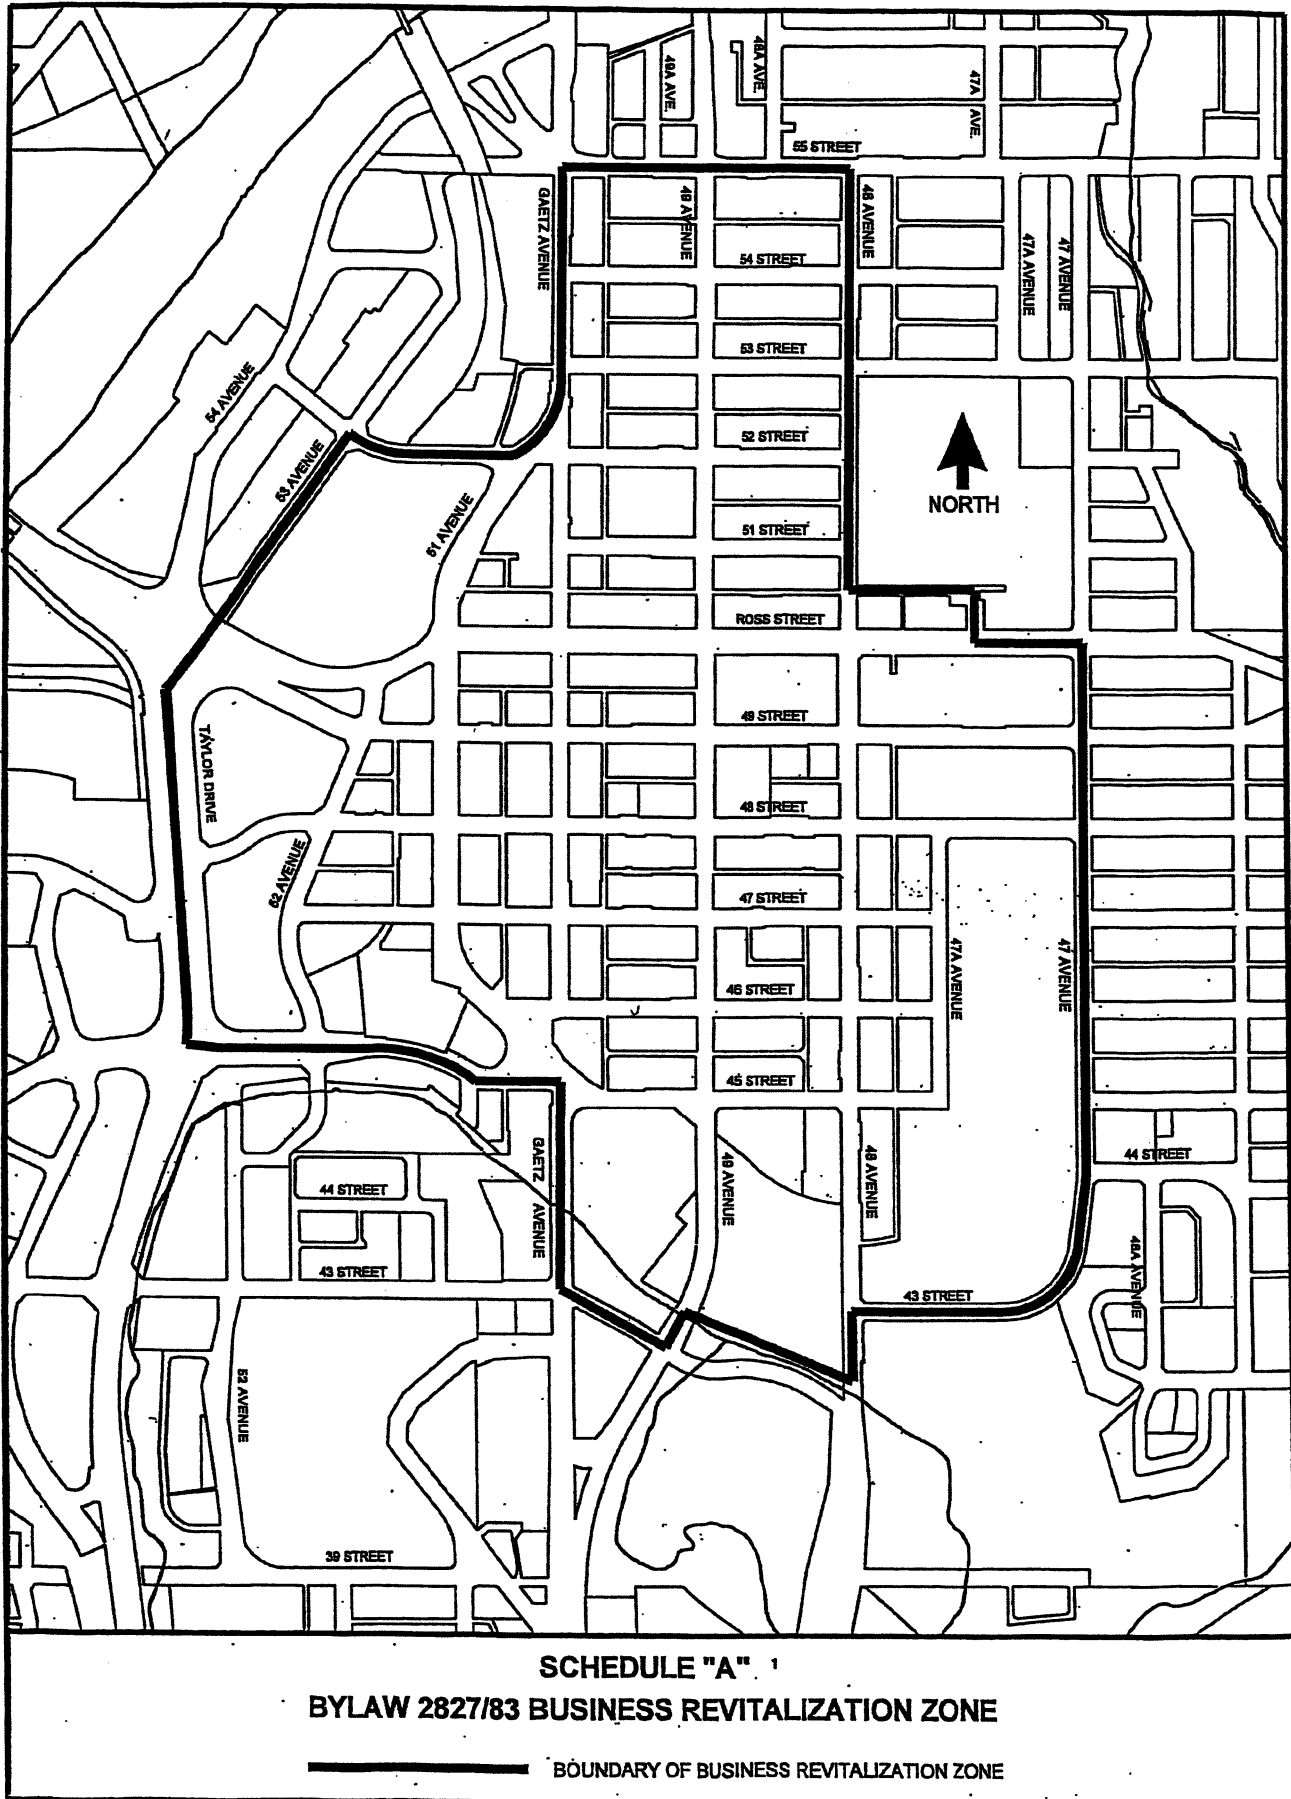 48A AVE.
49A AVE.
47A AVE.
55 STREET
GAETZ AVENUE
49 AVENUE
48 AVENUE
54 STREET
47A AVENUE
47 AVENUE
53 STREET
54 AVENUE
52 STREET
53 AVENUE
NORTH
51 AVENUE
51 STREET
ROSS STREET
49 STREET
TAYLOR DRIVE
48 STREET
52 AVENUE
47 STREET
47A AVENUE
47 AVENUE
46 STREET
45 STREET
GAETZ AVENUE
49 AVENUE
48 AVENUE
44 STREET
44 STREET
43 STREET
46A AVENUE
43 STREET
52 AVENUE
39 STREET
SCHEDULE "A". 1
BYLAW 2827/83 BUSINESS REVITALIZATION ZONE
BOUNDARY OF BUSINESS REVITALIZATION ZONE